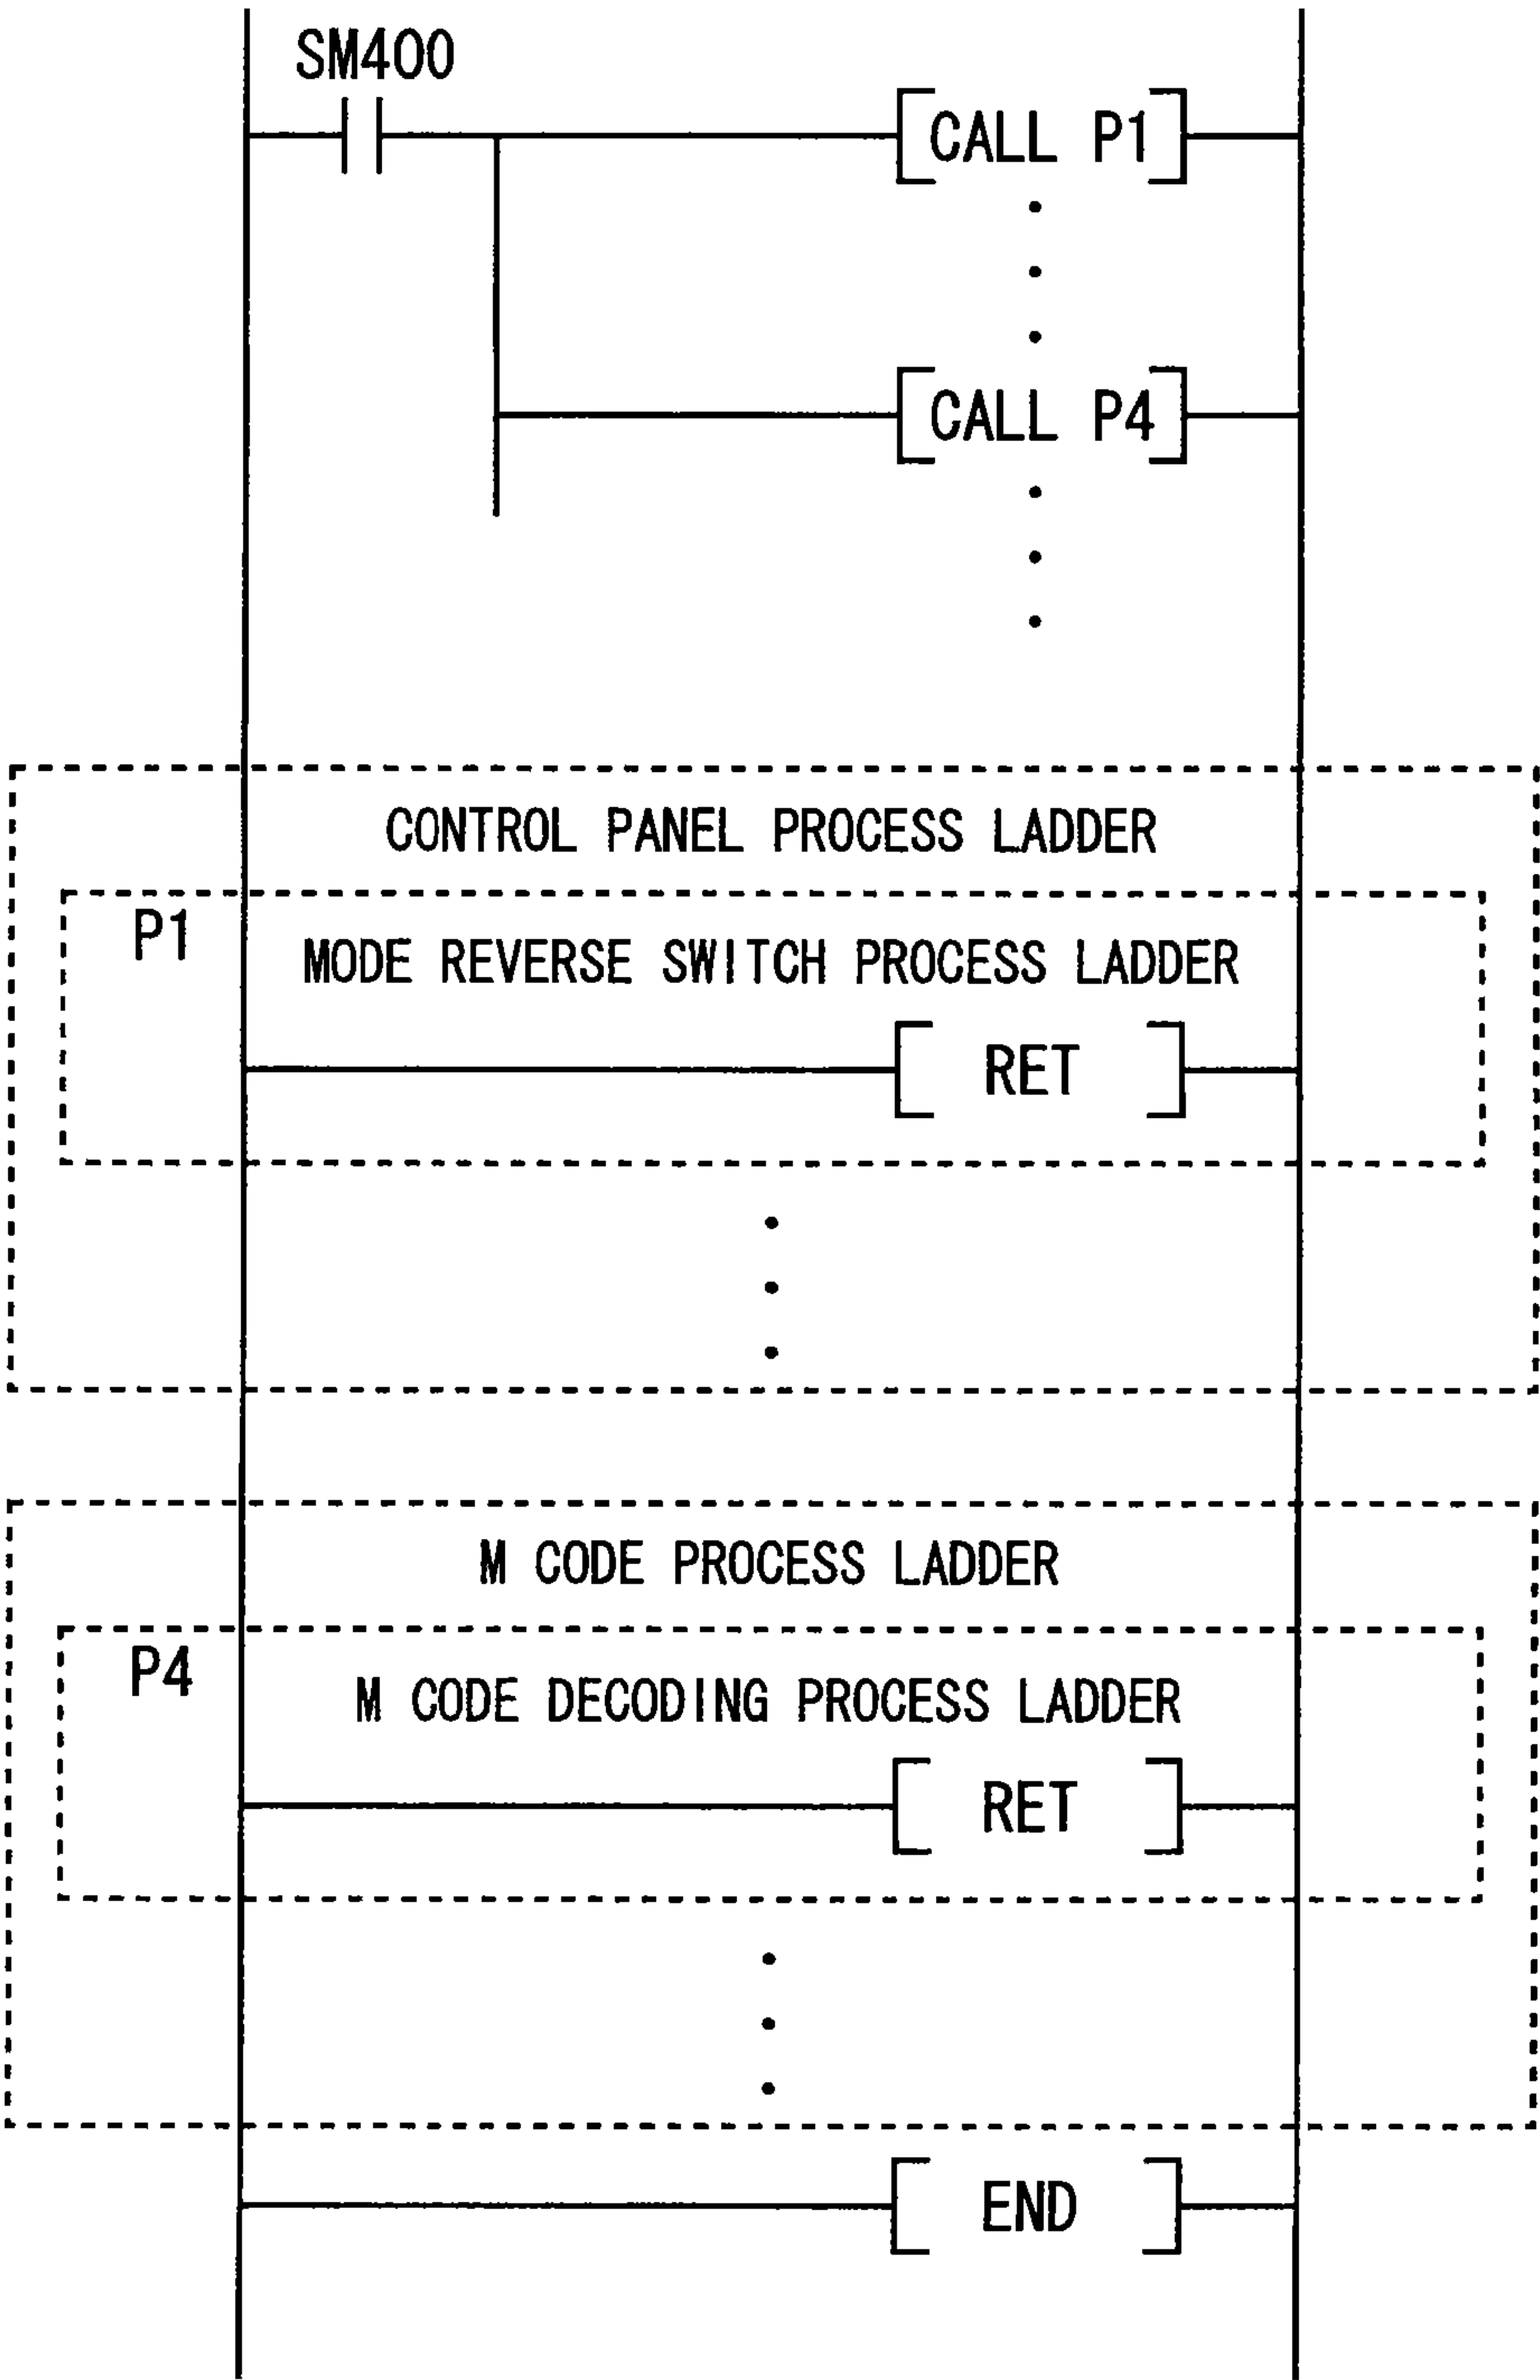 SM400
CALL P1
CALL P4
CONTROL PANEL PROCESS LADDER
P1
MODE REVERSE SWITCH PROCESS LADDER
RET
M CODE PROCESS LADDER
P4
M CODE DECODING PROCESS LADDER
RET
END